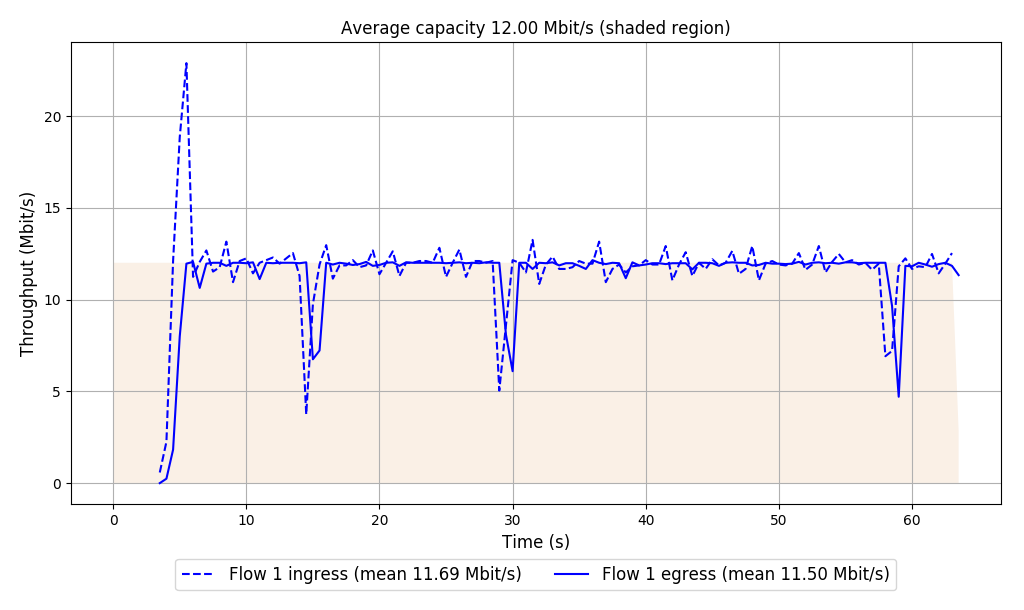 Average capacity 12.00 Mbit/s (shaded region)
Throughput (Mbit/s)
20
15
10
5
0
0 10 20 30 40 50 60
Time (s)
Flow 1 ingress (mean 11.69 Mbit/s) Flow 1 egress (mean 11.50 Mbit/s)